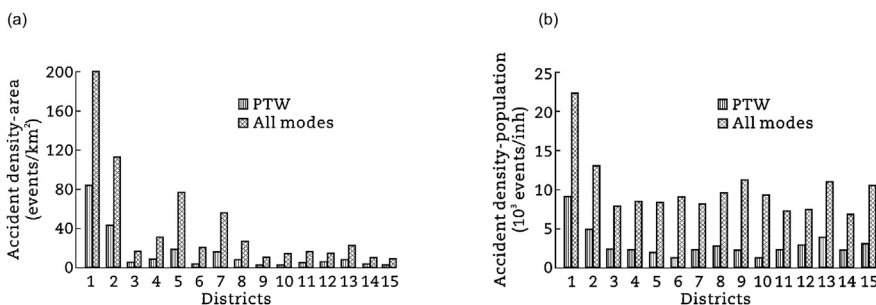 (a)
(b)
Accident density-area
(events/km²)
200
160
120
80
40
0
PTW
All modes
1 2 3 4 5 6 7 8 9 10 11 12 13 14 15
Districts
Accident density-population
(10³ events/inh)
25
20
15
10
5
0
PTW
All modes
1 2 3 4 5 6 7 8 9 10 11 12 13 14 15
Districts